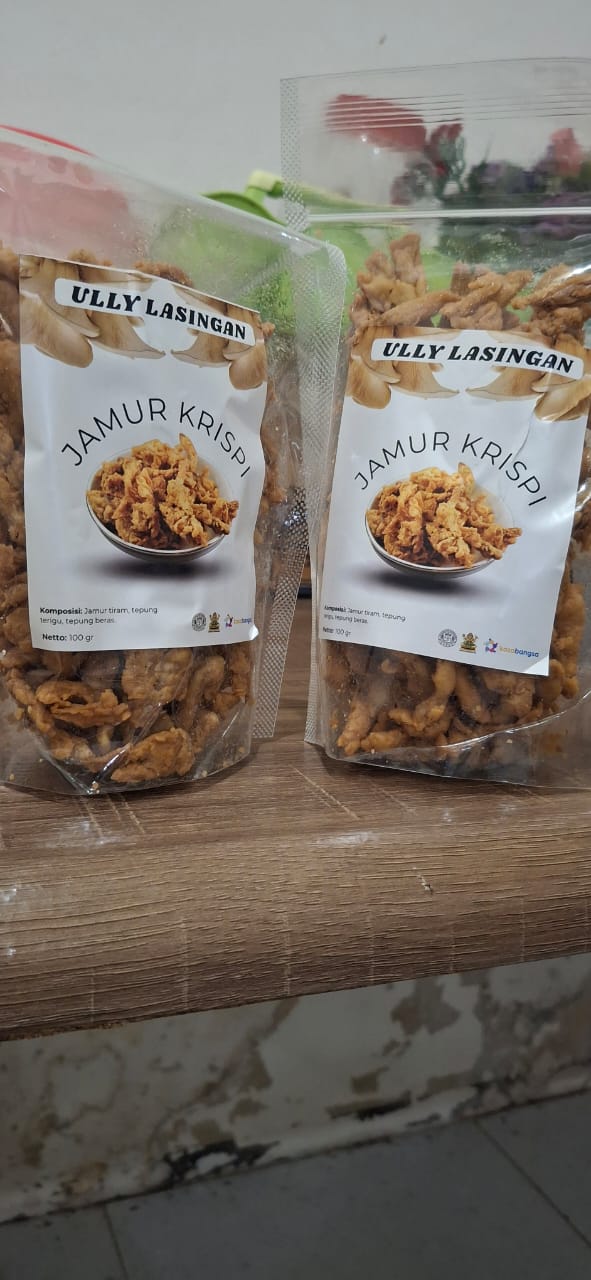 ULLY LASINGAN
JAMUR KRISPI
Komposisi: Jamur tiram, tepung
terigu, tepung beras.
Netto: 100 gr
ULLY LASINGAN
JAMUR KRISPI
Komposisi: Jamur tiram, tepung
terigu, tepung beras.
Netto: 100 gr
kosabangsa